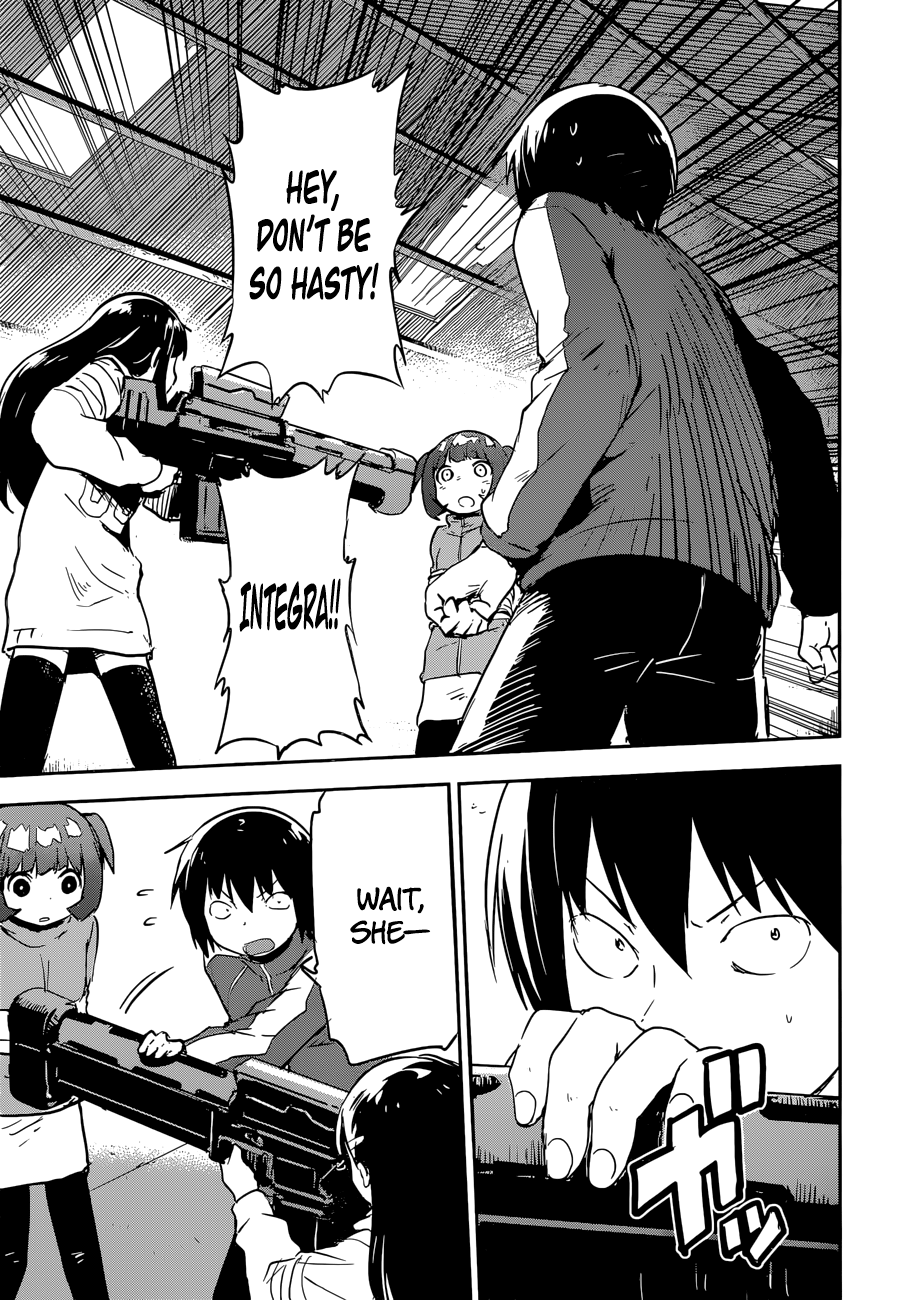 HEY,
DON'T BE
SO HASTY!
INTEGRA!!
ガッ
WAIT,
SHE—